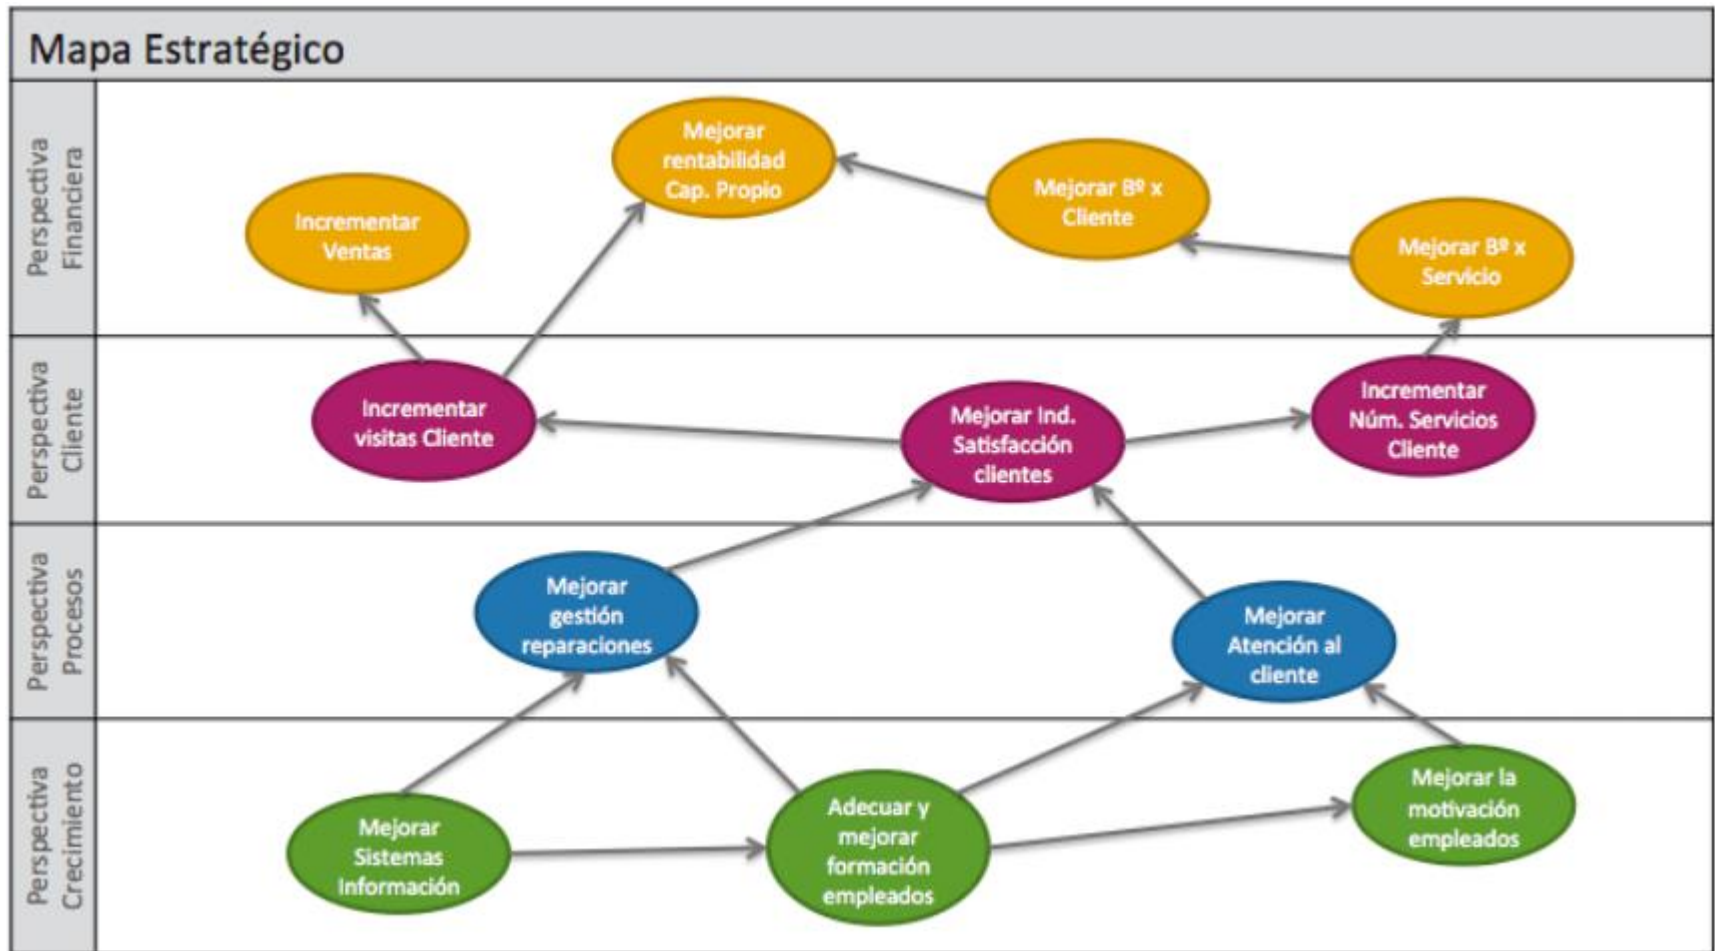 Mapa Estratégico
Perspectiva
Financiera
Mejorar
rentabilidad
Cap. Propio
Mejorar Bº x
Cliente
Incrementar
Ventas
Mejorar Bº x
Servicio
Perspectiva
Cliente
Incrementar
visitas Cliente
Mejorar Ind.
Satisfacción
clientes
Incrementar
Núm. Servicios
Cliente
Perspectiva
Procesos
Mejorar
gestión
reparaciones
Mejorar
Atención al
cliente
Perspectiva
Crecimiento
Mejorar
Sistemas
Información
Adecuar y
mejorar
formación
empleados
Mejorar la
motivación
empleados